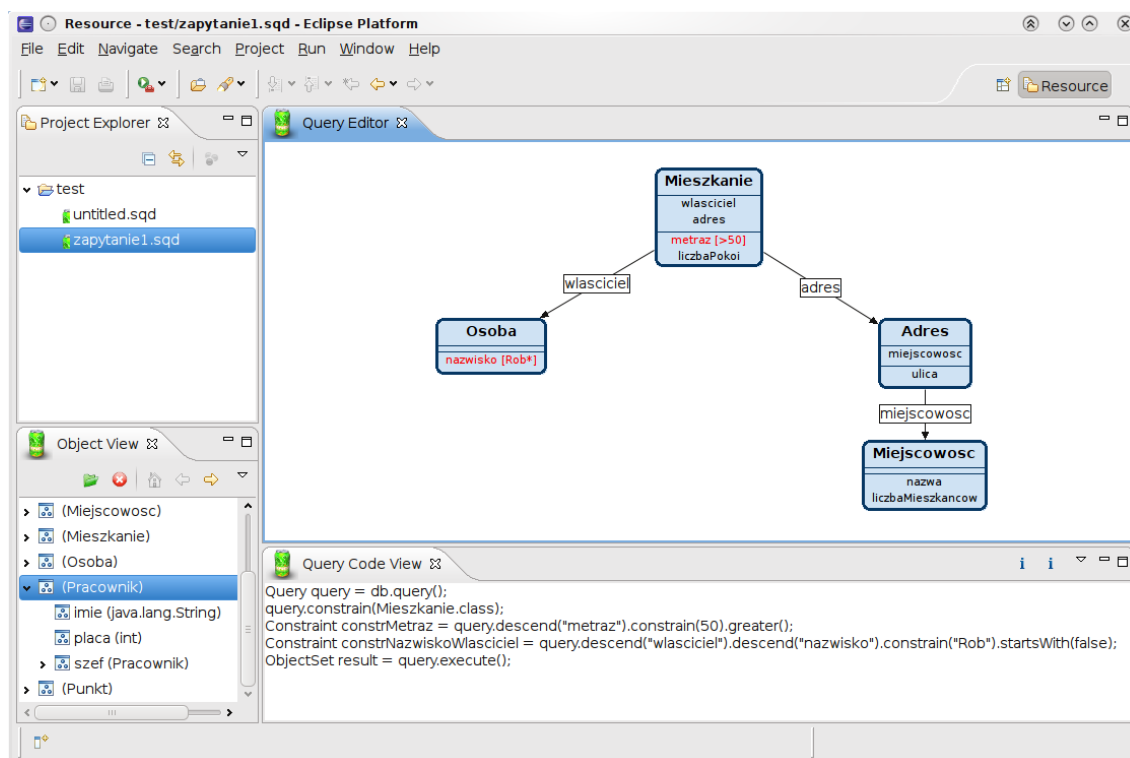 Resource - test/zapytanie1.sqd - Eclipse Platform
File Edit Navigate Search Project Run Window Help
Resource
Project Explorer
test
untitled.sqd
zapytanie1.sqd
Query Editor
Mieszkanie
wlasciciel
adres
metraz [>50]
liczbaPokoi
wlasciciel
adres
Osoba
nazwisko [Rob*]
Adres
miejscowosc
ulica
miejscowosc
Miejscowosc
nazwa
liczbaMieszkancow
Object View
(Miejscowosc)
(Mieszkanie)
(Osoba)
(Pracownik)
imie (java.lang.String)
placa (int)
szef (Pracownik)
(Punkt)
Query Code View
Query query = db.query();
query.constrain(Mieszkanie.class);
Constraint constrMetraz = query.descend("metraz").constrain(50).greater();
Constraint constrNazwiskoWlasciciel = query.descend("wlasciciel").descend("nazwisko").constrain("Rob").startsWith(false);
ObjectSet result = query.execute();